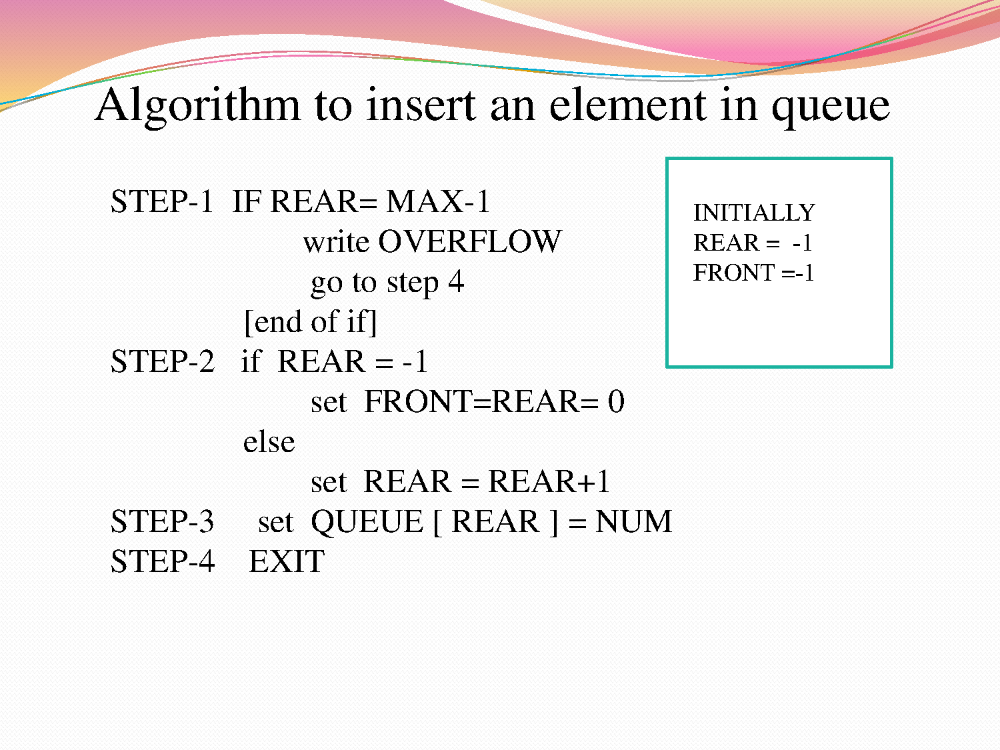 Algorithm to insert an element in queue
STEP-1 IF REAR= MAX-1
write OVERFLOW
go to step 4
[end of if]
STEP-2 if REAR = -1
set FRONT=REAR= 0
else
set REAR = REAR+1
STEP-3 set QUEUE [ REAR ] = NUM
STEP-4 EXIT
INITIALLY
REAR = -1
FRONT =-1